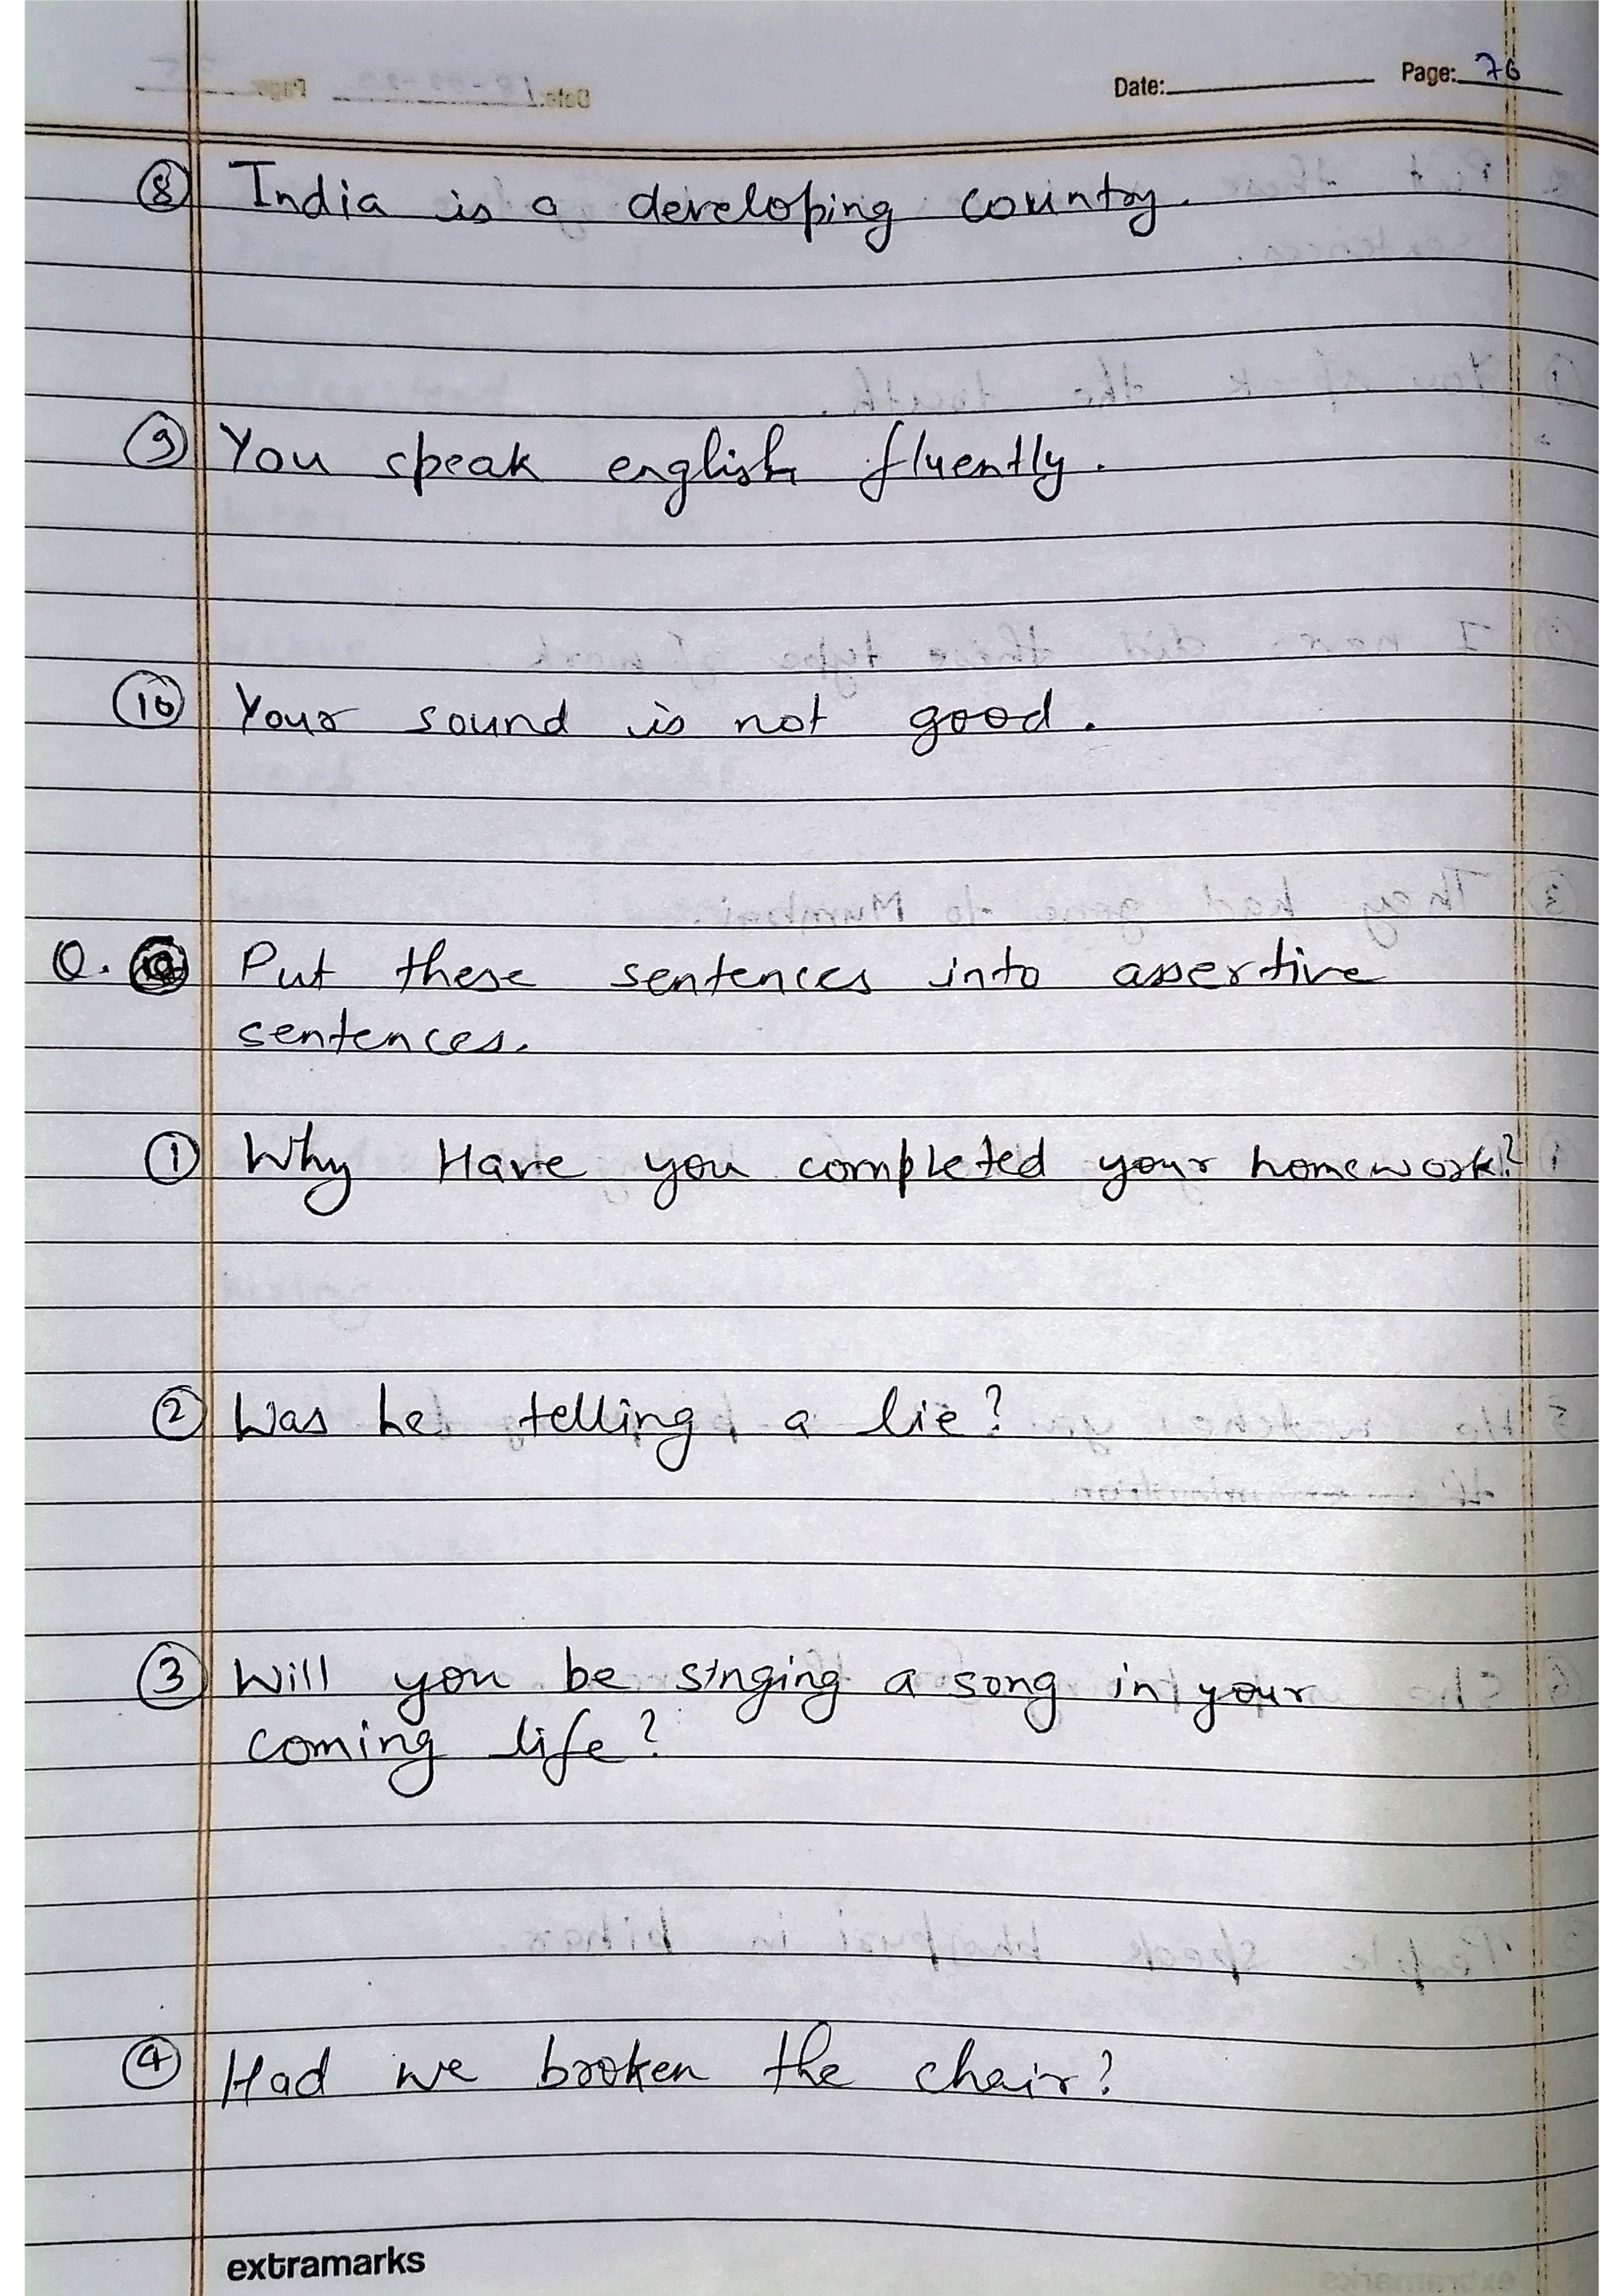 Date: Page: 76
⑧ India is a developing country.
⑨ You speak english fluently.
⑩ Your sound is not good.
Q. Put these sentences into assertive
sentences.
① Why Have you completed your homework?
② Was he telling a lie?
③ Will you be singing a song in your
coming life?
④ Had we broken the chair?
extramarks